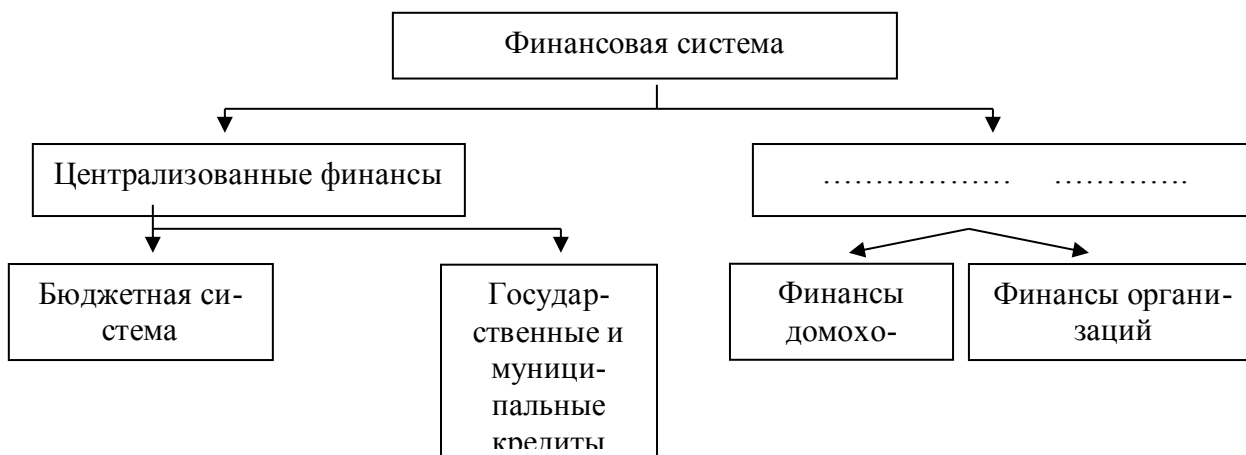 Финансовая система
Централизованные финансы
……………… ………….
Бюджетная си-
стема
Государ-
ственные и
муници-
пальные
кредиты
Финансы
домохо-
Финансы органи-
заций